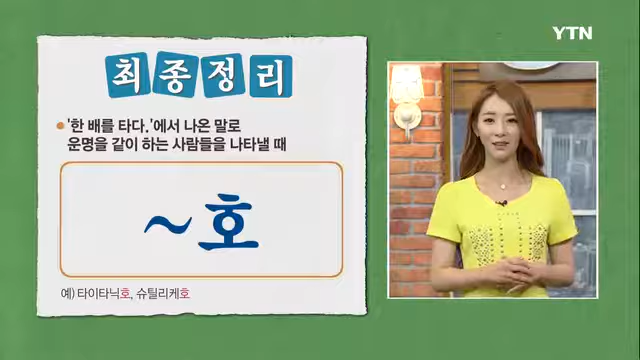 YTN
최종정리
'한 배를 타다.'에서 나온 말로
운명을 같이 하는 사람들을 나타낼 때
~호
예) 타이타닉호, 슈틸리케호